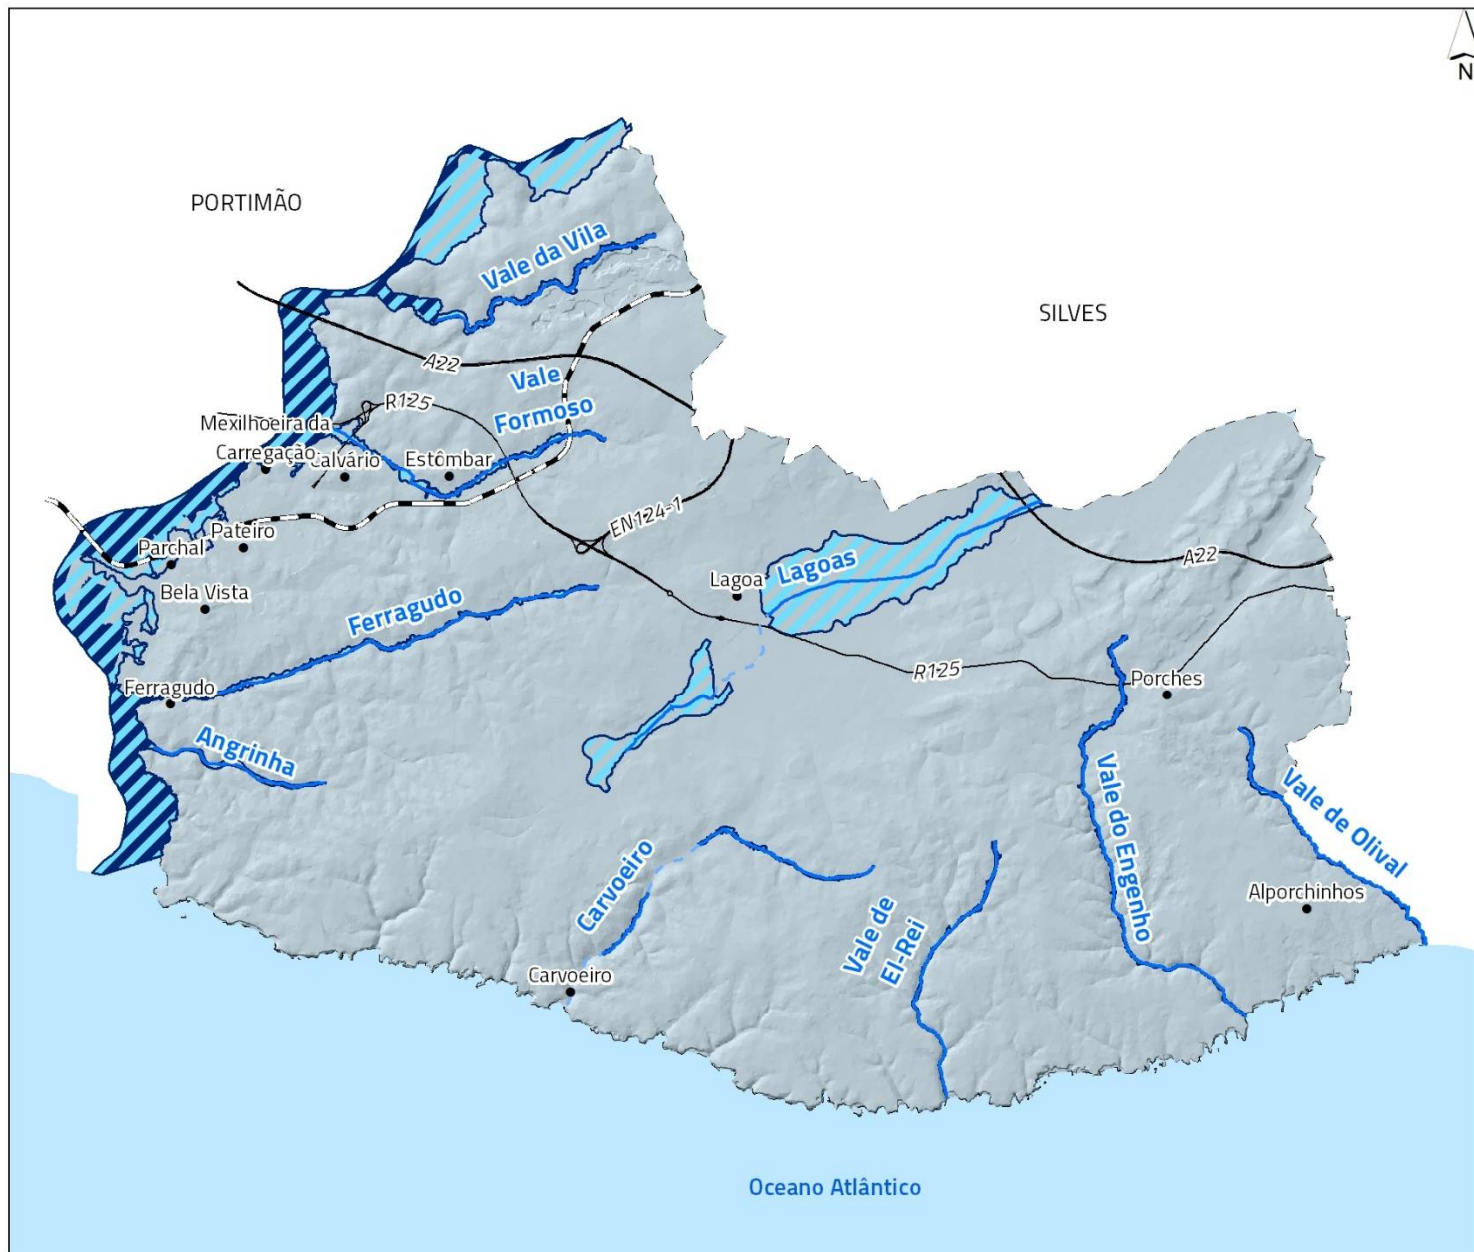 N
PORTIMÃO
Vale da Vila
SILVES
A22
Vale
Formoso
R125
Mexilhoeira da
Carregação
Calvário
Estômbar
EN124-1
Pateiro
Parchal
Bela Vista
Lagoa
Lagoas
A22
Ferragudo
R125
Porches
Ferragudo
Angrinha
Vale do Engenho
Vale de Olival
Carvoeiro
Vale de
El-Rei
Alporchinhos
Carvoeiro
Oceano Atlântico